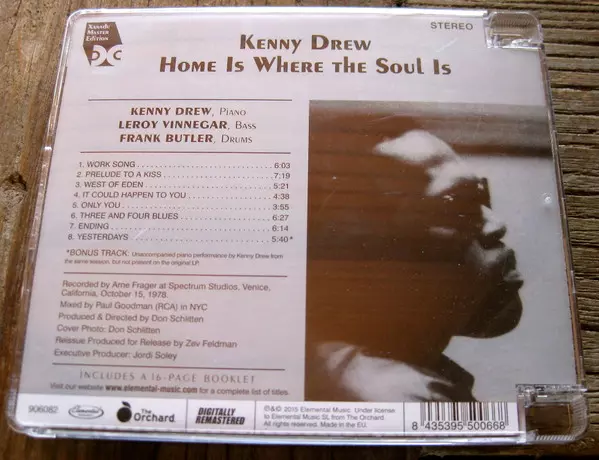 Xanadu
Master
Edition
STEREO
Kenny Drew
Home Is Where the Soul Is
KENNY DREW, Piano
LEROY VINNEGAR, Bass
FRANK BUTLER, Drums
1. WORK SONG ........ 6:03
2. PRELUDE TO A KISS ........ 7:19
3. WEST OF EDEN ........ 5:21
4. IT COULD HAPPEN TO YOU ........ 4:38
5. ONLY YOU ........ 3:55
6. THREE AND FOUR BLUES ........ 6:27
7. ENDING ........ 6:14
8. YESTERDAYS ........ 5:40*
*BONUS TRACK: Unaccompanied piano performance by Kenny Drew from
the same session, but not present on the original LP.
Recorded by Arne Frager at Spectrum Studios, Venice,
California, October 15, 1978.
Mixed by Paul Goodman (RCA) in NYC
Produced & Directed by Don Schlitten
Cover Photo: Don Schlitten
Reissue Produced for Release by Zev Feldman
Executive Producer: Jordi Soley
INCLUDES A 16-PAGE BOOKLET
Visit our website www.elemental-music.com for a complete list of titles.
906082
Elemental
The
Orchard
DIGITALLY
REMASTERED
℗&© 2015 Elemental Music. Under license
to Elemental Music SL from The Orchard.
All rights reserved. Made in the EU.
8 435395 500668